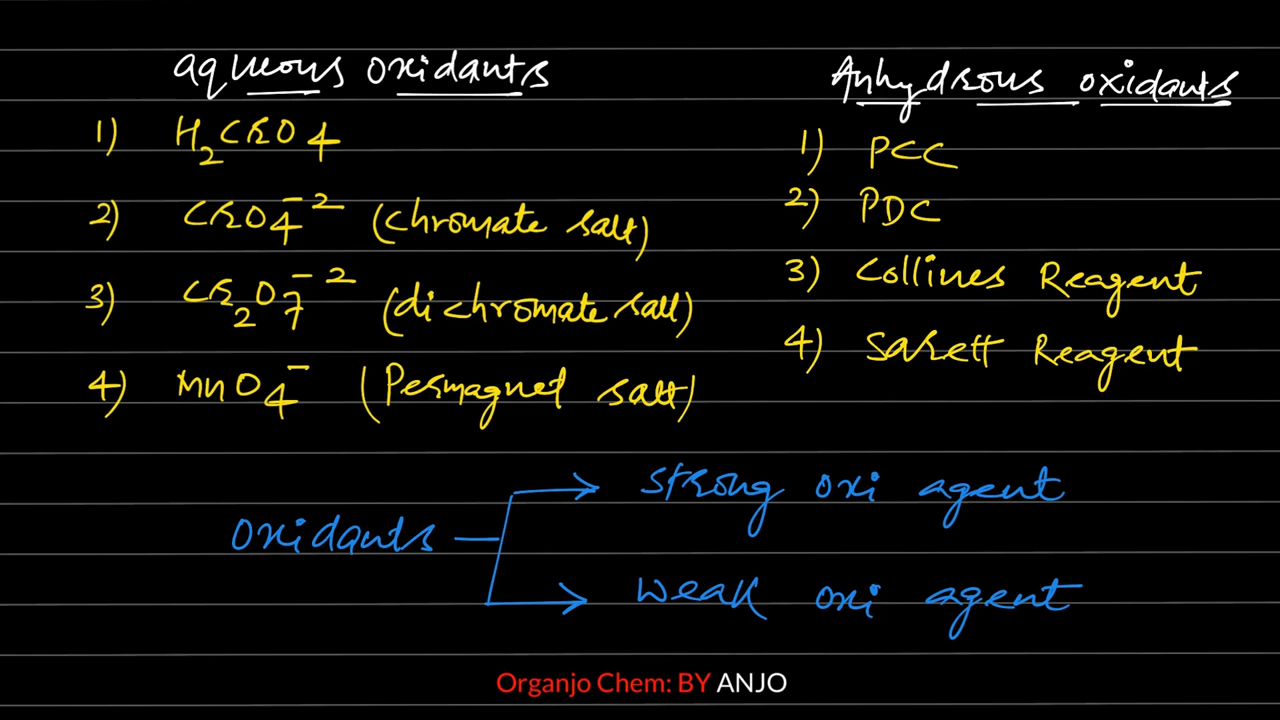 aqueous oxidants
1) H₂CRO4
2) CRO4⁻² (chromate salt)
3) CR₂O7⁻² (dichromate salt)
4) MnO4⁻ (Permagnet salt)
Anhydrous oxidants
1) PCC
2) PDC
3) Collines Reagent
4) Sarett Reagent
oxidants
strong oxi agent
weak oxi agent
Organjo Chem: BY ANJO